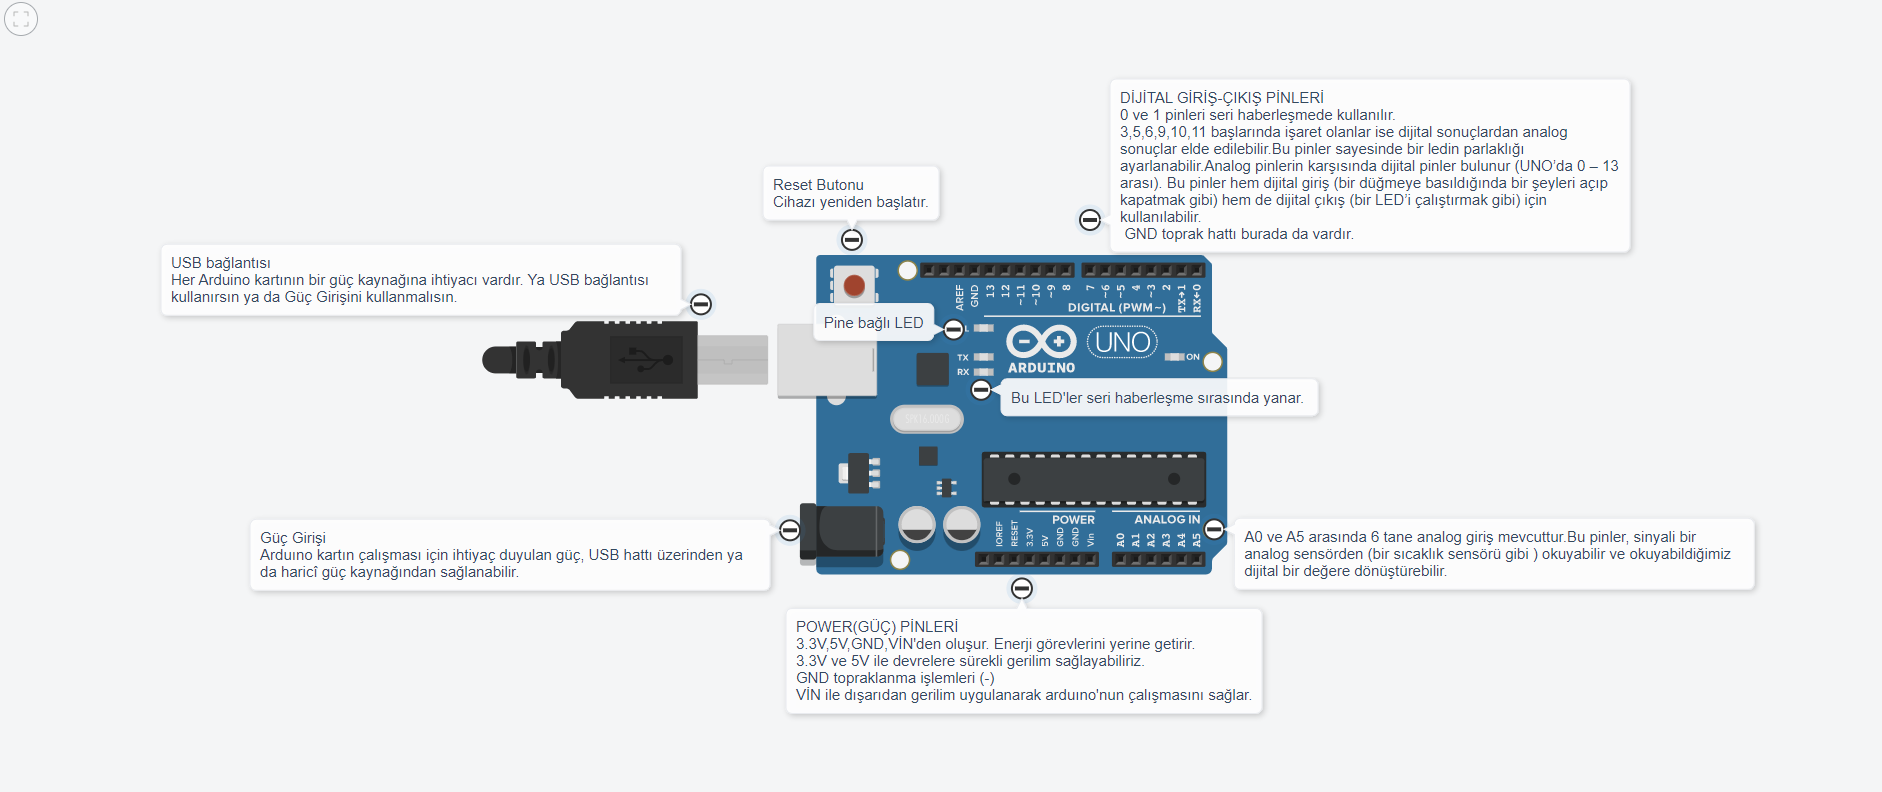 DİJİTAL GİRİŞ-ÇIKIŞ PİNLERİ
0 ve 1 pinleri seri haberleşmede kullanılır.
3,5,6,9,10,11 başlarında işaret olanlar ise dijital sonuçlardan analog
sonuçlar elde edilebilir.Bu pinler sayesinde bir ledin parlaklığı
ayarlanabilir.Analog pinlerin karşısında dijital pinler bulunur (UNO’da 0 – 13
arası). Bu pinler hem dijital giriş (bir düğmeye basıldığında bir şeyleri açıp
kapatmak gibi) hem de dijital çıkış (bir LED’i çalıştırmak gibi) için
kullanılabilir.
GND toprak hattı burada da vardır.
Reset Butonu
Cihazı yeniden başlatır.
USB bağlantısı
Her Arduino kartının bir güç kaynağına ihtiyacı vardır. Ya USB bağlantısı
kullanırsın ya da Güç Girişini kullanmalısın.
AREF
GND
13
12
~11
~10
~9
8
7
~6
~5
4
~3
2
TX→1
RX←0
DIGITAL (PWM~)
Pine bağlı LED
L
UNO
TX
RX
ON
ARDUINO
Bu LED'ler seri haberleşme sırasında yanar.
Güç Girişi
Arduıno kartın çalışması için ihtiyaç duyulan güç, USB hattı üzerinden ya
da haricî güç kaynağından sağlanabilir.
POWER
ANALOG IN
IOREF
RESET
3.3V
5V
GND
GND
Vin
A0
A1
A2
A3
A4
A5
A0 ve A5 arasında 6 tane analog giriş mevcuttur.Bu pinler, sinyali bir
analog sensörden (bir sıcaklık sensörü gibi ) okuyabilir ve okuyabildiğimiz
dijital bir değere dönüştürebilir.
POWER(GÜÇ) PİNLERİ
3.3V,5V,GND,VİN'den oluşur. Enerji görevlerini yerine getirir.
3.3V ve 5V ile devrelere sürekli gerilim sağlayabiliriz.
GND topraklanma işlemleri (-)
VİN ile dışarıdan gerilim uygulanarak arduıno'nun çalışmasını sağlar.